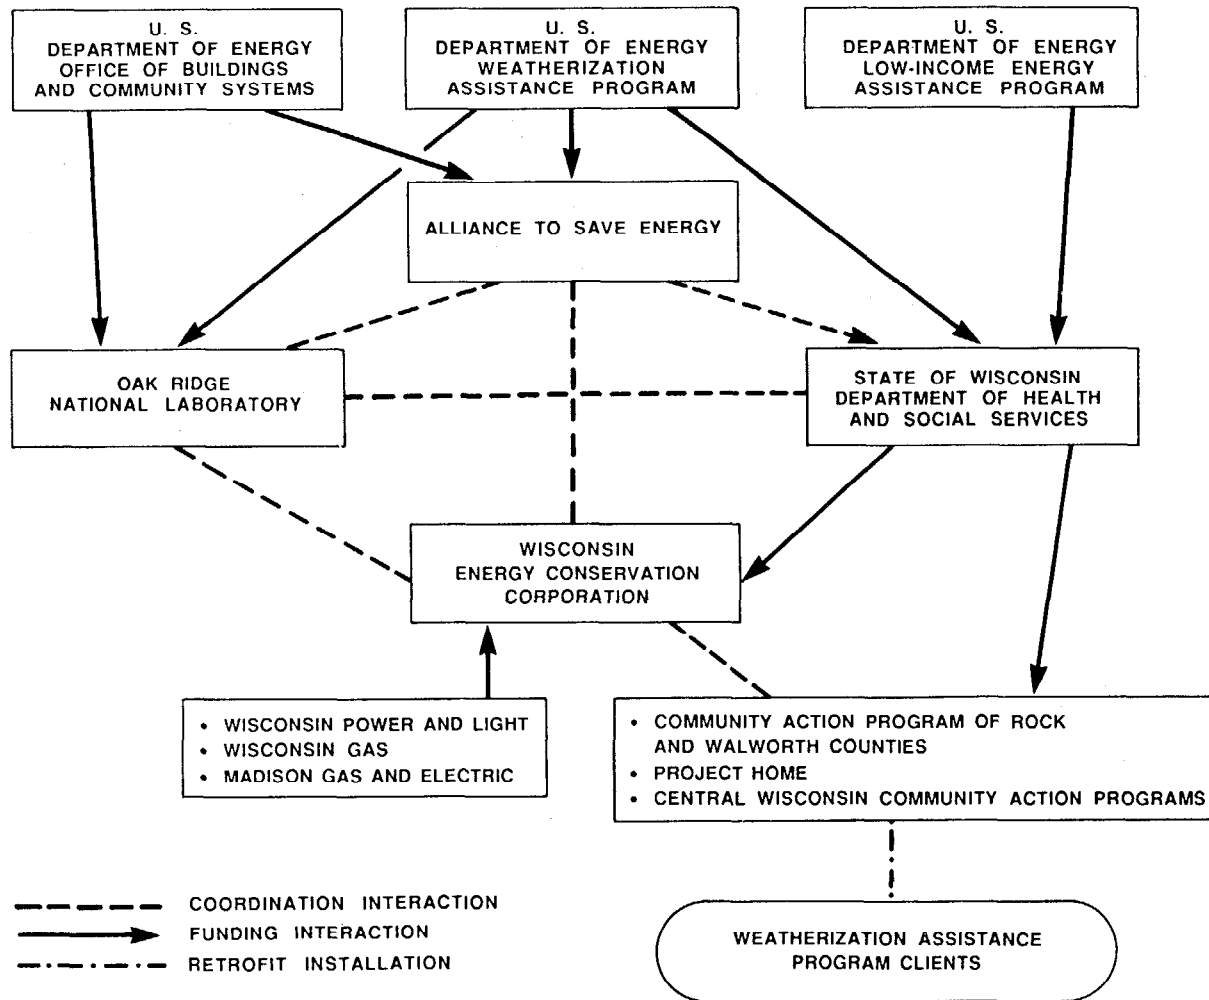 U. S.
DEPARTMENT OF ENERGY
OFFICE OF BUILDINGS
AND COMMUNITY SYSTEMS
U. S.
DEPARTMENT OF ENERGY
WEATHERIZATION
ASSISTANCE PROGRAM
U. S.
DEPARTMENT OF ENERGY
LOW-INCOME ENERGY
ASSISTANCE PROGRAM
ALLIANCE TO SAVE ENERGY
OAK RIDGE
NATIONAL LABORATORY
STATE OF WISCONSIN
DEPARTMENT OF HEALTH
AND SOCIAL SERVICES
WISCONSIN
ENERGY CONSERVATION
CORPORATION
• WISCONSIN POWER AND LIGHT
• WISCONSIN GAS
• MADISON GAS AND ELECTRIC
• COMMUNITY ACTION PROGRAM OF ROCK
AND WALWORTH COUNTIES
• PROJECT HOME
• CENTRAL WISCONSIN COMMUNITY ACTION PROGRAMS
COORDINATION INTERACTION
FUNDING INTERACTION
RETROFIT INSTALLATION
WEATHERIZATION ASSISTANCE
PROGRAM CLIENTS